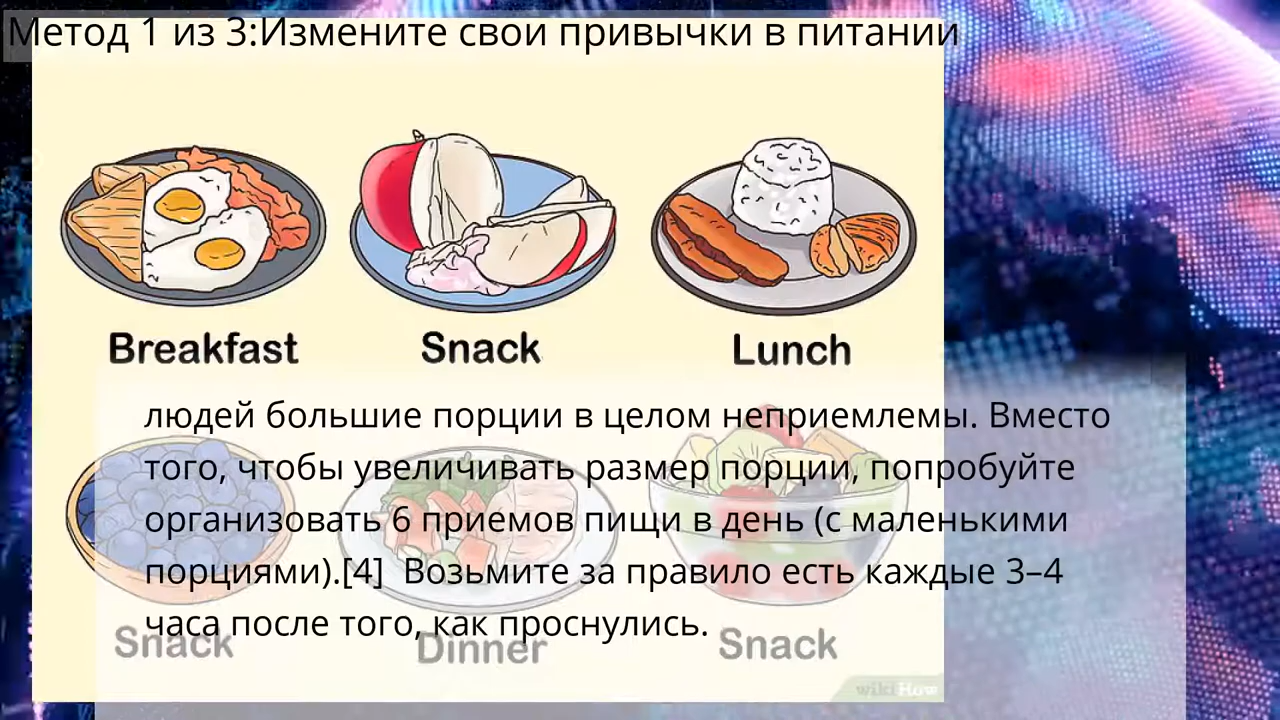 Метод 1 из 3:Измените свои привычки в питании
Breakfast
Snack
Lunch
людей большие порции в целом неприемлемы. Вместо
того, чтобы увеличивать размер порции, попробуйте
организовать 6 приемов пищи в день (с маленькими
порциями).[4]  Возьмите за правило есть каждые 3–4
часа после того, как проснулись.
Snack
Dinner
Snack
wikiHow